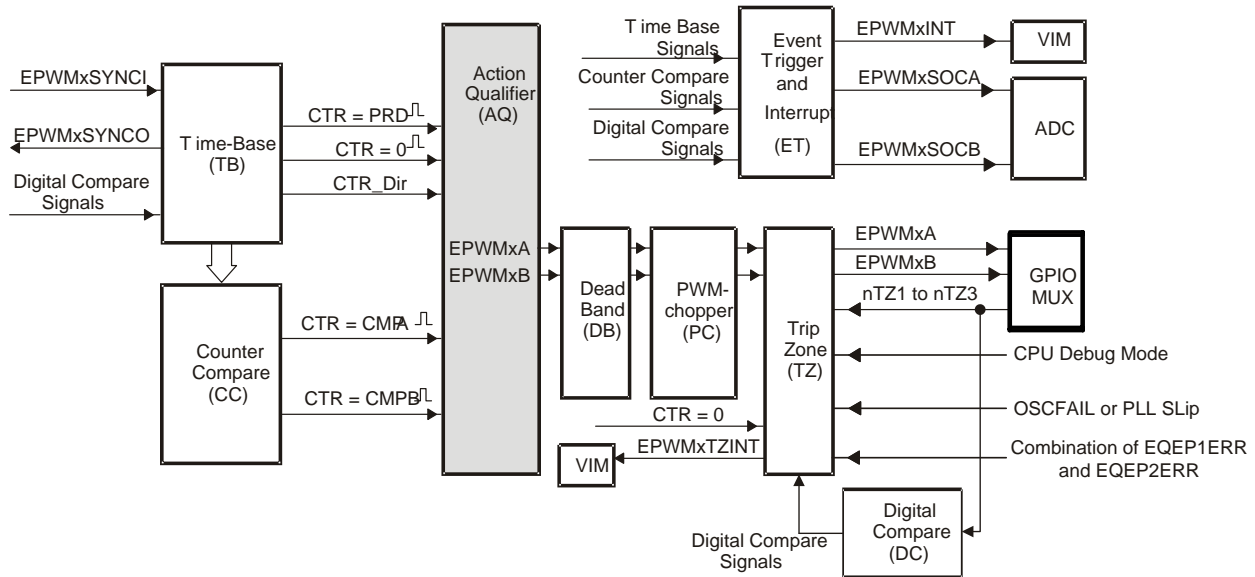 EPWMxSYNCI
EPWMxSYNCO
Digital Compare
Signals
Time-Base
(TB)
CTR = PRD
CTR = 0
CTR_Dir
Counter
Compare
(CC)
CTR = CMPA
CTR = CMPB
Action
Qualifier
(AQ)
EPWMxA
EPWMxB
Time Base
Signals
Counter Compare
Signals
Digital Compare
Signals
Event
Trigger
and
Interrupt
(ET)
EPWMxINT
EPWMxSOCA
EPWMxSOCB
VIM
ADC
Dead
Band
(DB)
PWM-
chopper
(PC)
Trip
Zone
(TZ)
EPWMxA
EPWMxB
nTZ1 to nTZ3
GPIO
MUX
CPU Debug Mode
OSCFAIL or PLL SLip
Combination of EQEP1ERR
and EQEP2ERR
CTR = 0
EPWMxTZINT
VIM
Digital Compare
Signals
Digital
Compare
(DC)